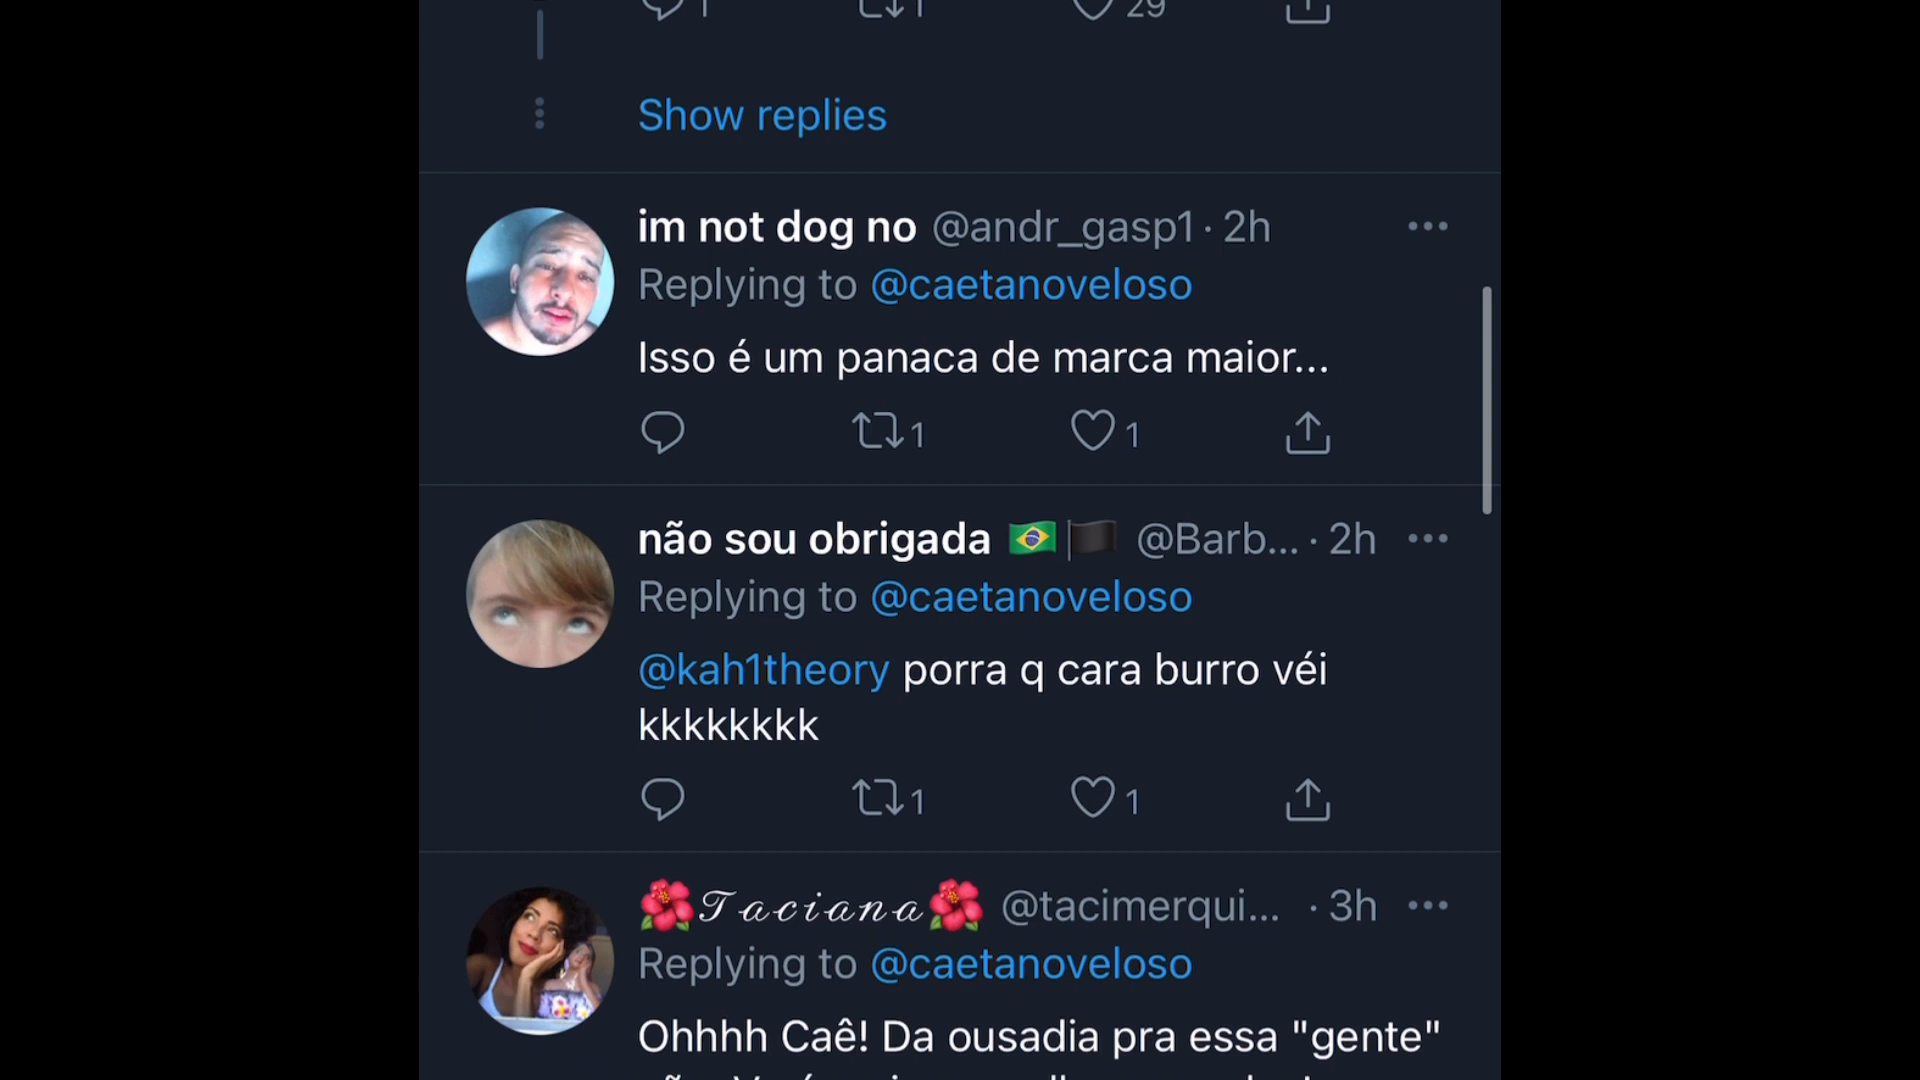 1 1 29
Show replies
im not dog no @andr_gasp1 · 2h
Replying to @caetanoveloso
Isso é um panaca de marca maior...
1 1
não sou obrigada 🇧🇷🏴 @Barb... · 2h
Replying to @caetanoveloso
@kah1theory porra q cara burro véi
kkkkkkkk
1 1
🌺𝒯𝒶𝒸𝒾𝒶𝓃𝒶🌺 @tacimerqui... · 3h
Replying to @caetanoveloso
Ohhhh Caê! Da ousadia pra essa "gente"